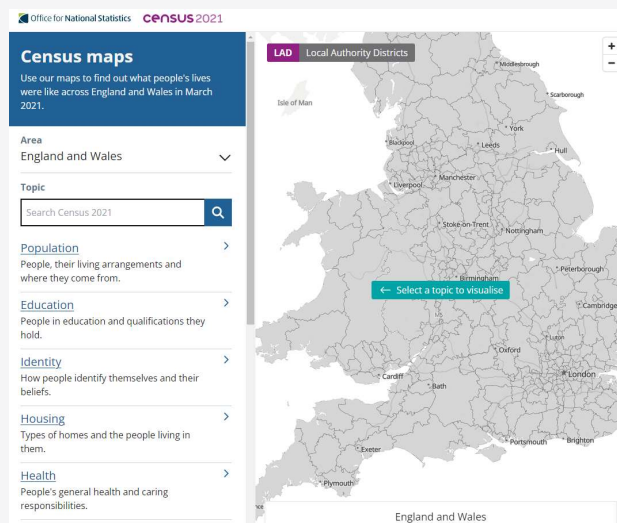 Office for National Statistics census 2021
Census maps
Use our maps to find out what people's lives
were like across England and Wales in March
2021.
Area
England and Wales
Topic
Search Census 2021
Population
People, their living arrangements and
where they come from.
Education
People in education and qualifications they
hold.
Identity
How people identify themselves and their
beliefs.
Housing
Types of homes and the people living in
them.
Health
People's general health and caring
responsibilities.
LAD Local Authority Districts
+
−
Middlesbrough
Isle of Man
Scarborough
York
Blackpool
Leeds
Hull
Manchester
Liverpool
Stoke-on-Trent
Nottingham
Peterborough
Birmingham
← Select a topic to visualise
Cambridge
Luton
Oxford
London
Cardiff
Bath
Portsmouth
Brighton
Exeter
Plymouth
England and Wales